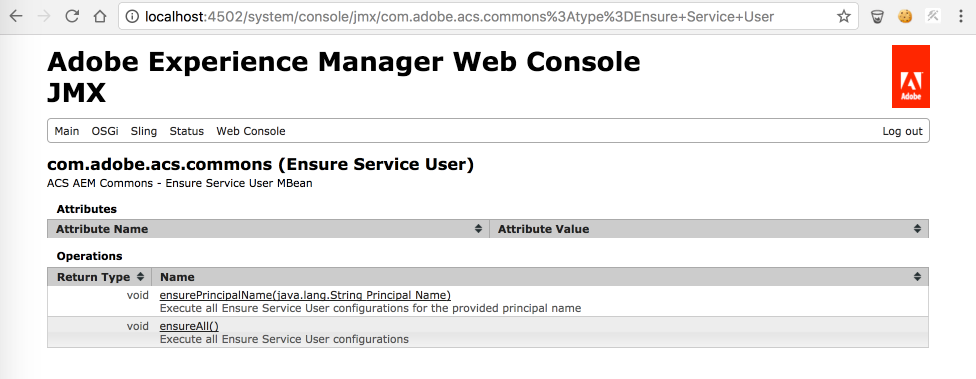 localhost:4502/system/console/jmx/com.adobe.acs.commons%3Atype%3DEnsure+Service+User
Adobe Experience Manager Web Console
JMX
Adobe
Main OSGi Sling Status Web Console Log out
com.adobe.acs.commons (Ensure Service User)
ACS AEM Commons - Ensure Service User MBean
Attributes
Attribute Name Attribute Value
Operations
Return Type Name
void ensurePrincipalName(java.lang.String Principal Name)
Execute all Ensure Service User configurations for the provided principal name
void ensureAll()
Execute all Ensure Service User configurations